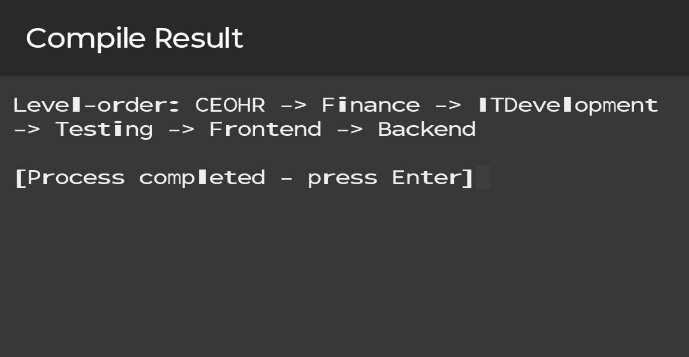 Compile Result
Level-order: CEOHR -> Finance -> ITDevelopment
-> Testing -> Frontend -> Backend
[Process completed - press Enter]